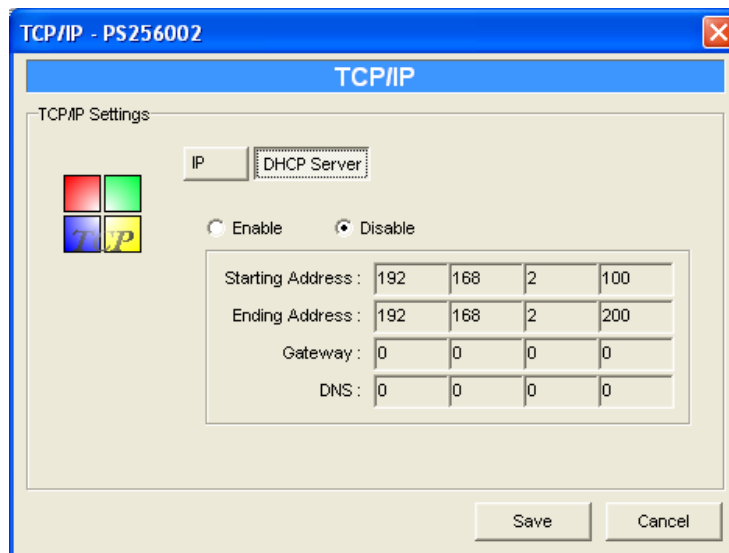 TCP/IP - PS256002
TCP/IP
TCP/IP Settings
IP DHCP Server
TCP
Enable Disable
Starting Address : 192 168 2 100
Ending Address : 192 168 2 200
Gateway : 0 0 0 0
DNS : 0 0 0 0
Save Cancel